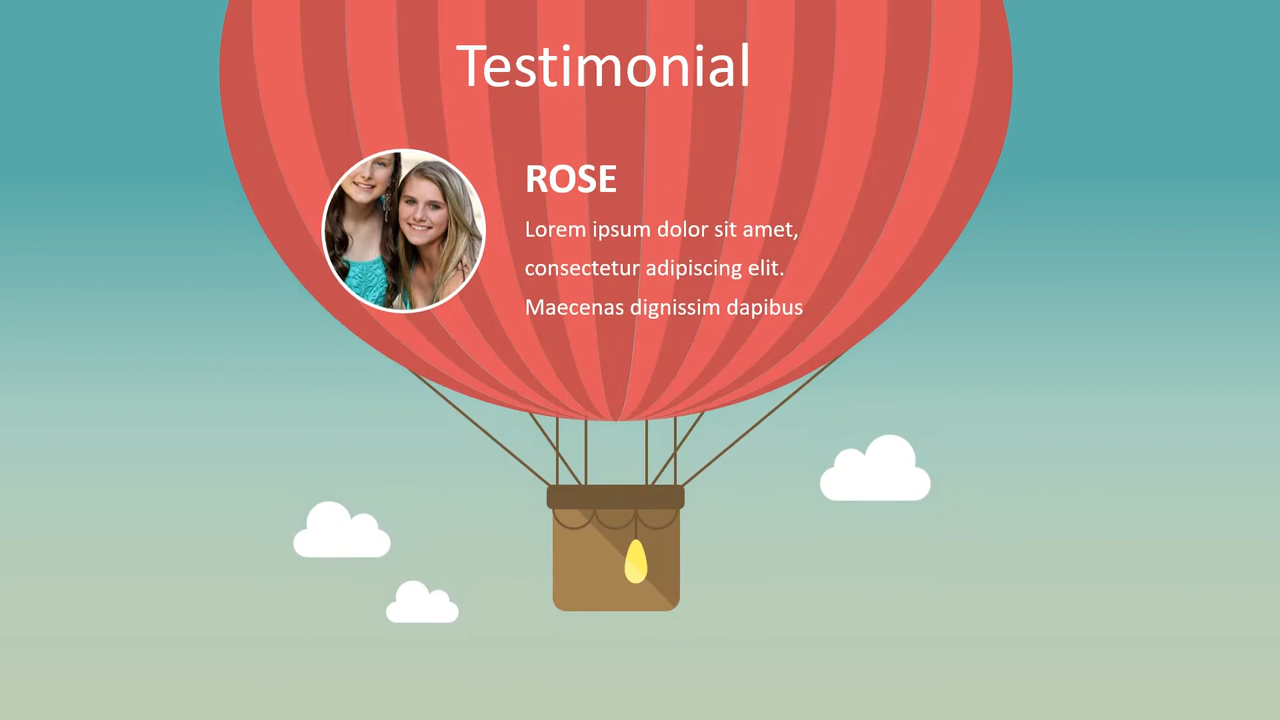 Testimonial
ROSE
Lorem ipsum dolor sit amet,
consectetur adipiscing elit.
Maecenas dignissim dapibus